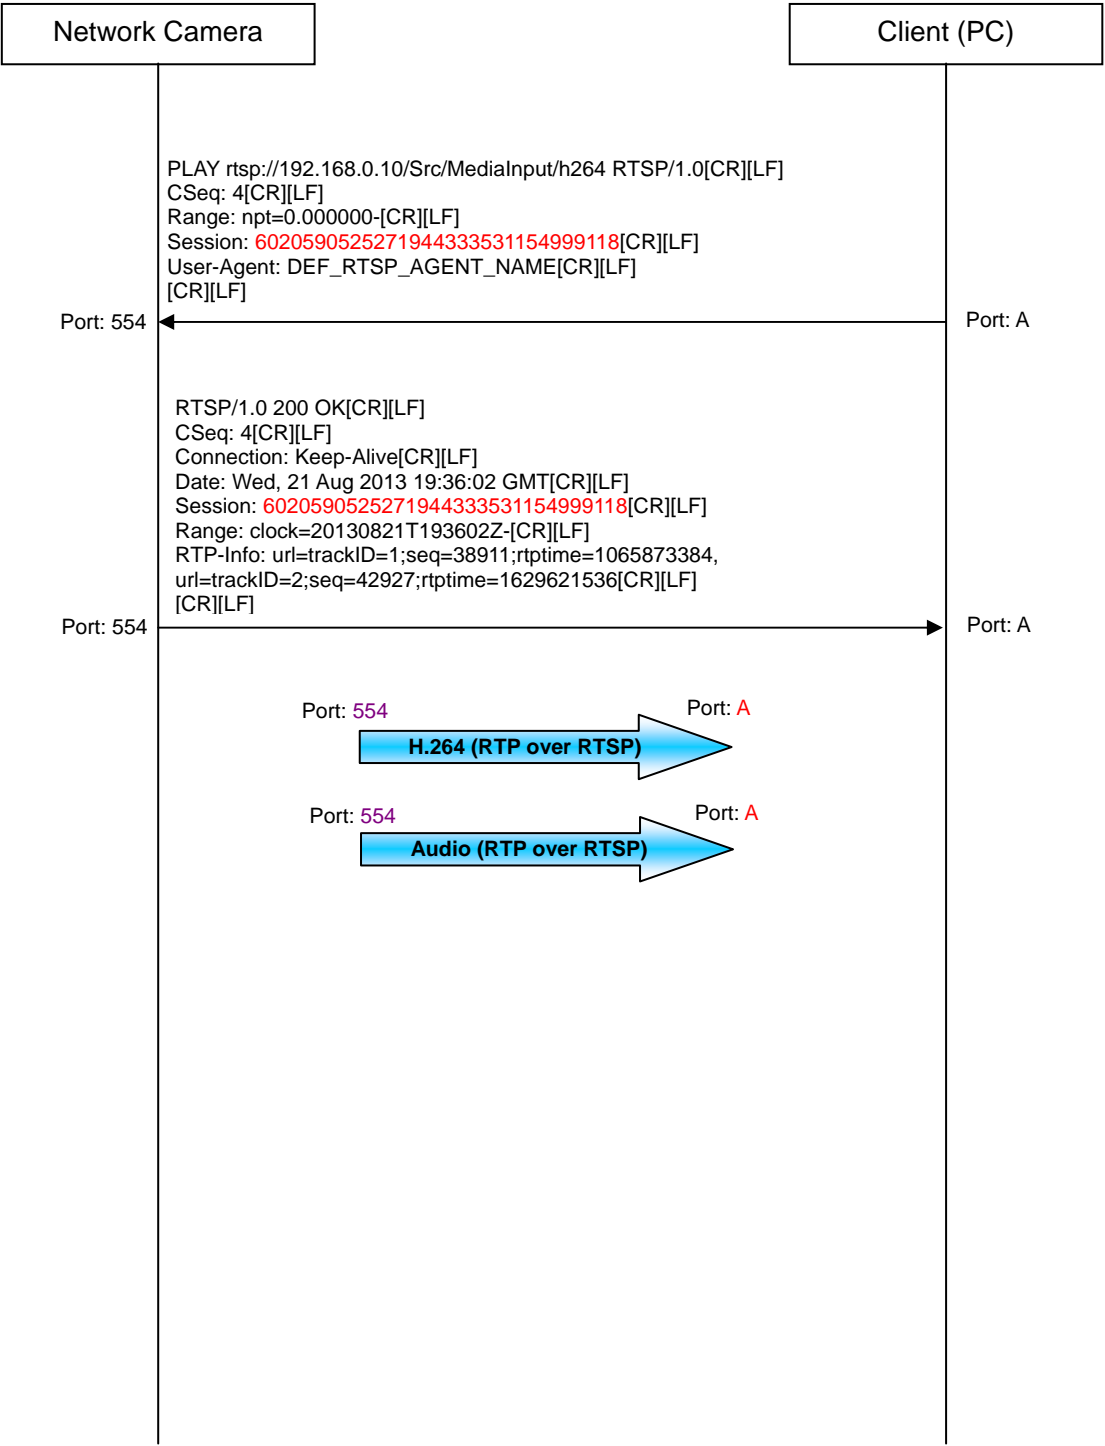 Network Camera
Client (PC)
PLAY rtsp://192.168.0.10/Src/MediaInput/h264 RTSP/1.0[CR][LF]
CSeq: 4[CR][LF]
Range: npt=0.000000-[CR][LF]
Session: 6020590525271944333531154999118[CR][LF]
User-Agent: DEF_RTSP_AGENT_NAME[CR][LF]
[CR][LF]
Port: 554
Port: A
RTSP/1.0 200 OK[CR][LF]
CSeq: 4[CR][LF]
Connection: Keep-Alive[CR][LF]
Date: Wed, 21 Aug 2013 19:36:02 GMT[CR][LF]
Session: 6020590525271944333531154999118[CR][LF]
Range: clock=20130821T193602Z-[CR][LF]
RTP-Info: url=trackID=1;seq=38911;rtptime=1065873384,
url=trackID=2;seq=42927;rtptime=1629621536[CR][LF]
[CR][LF]
Port: 554
Port: A
Port: 554
Port: A
H.264 (RTP over RTSP)
Port: 554
Port: A
Audio (RTP over RTSP)